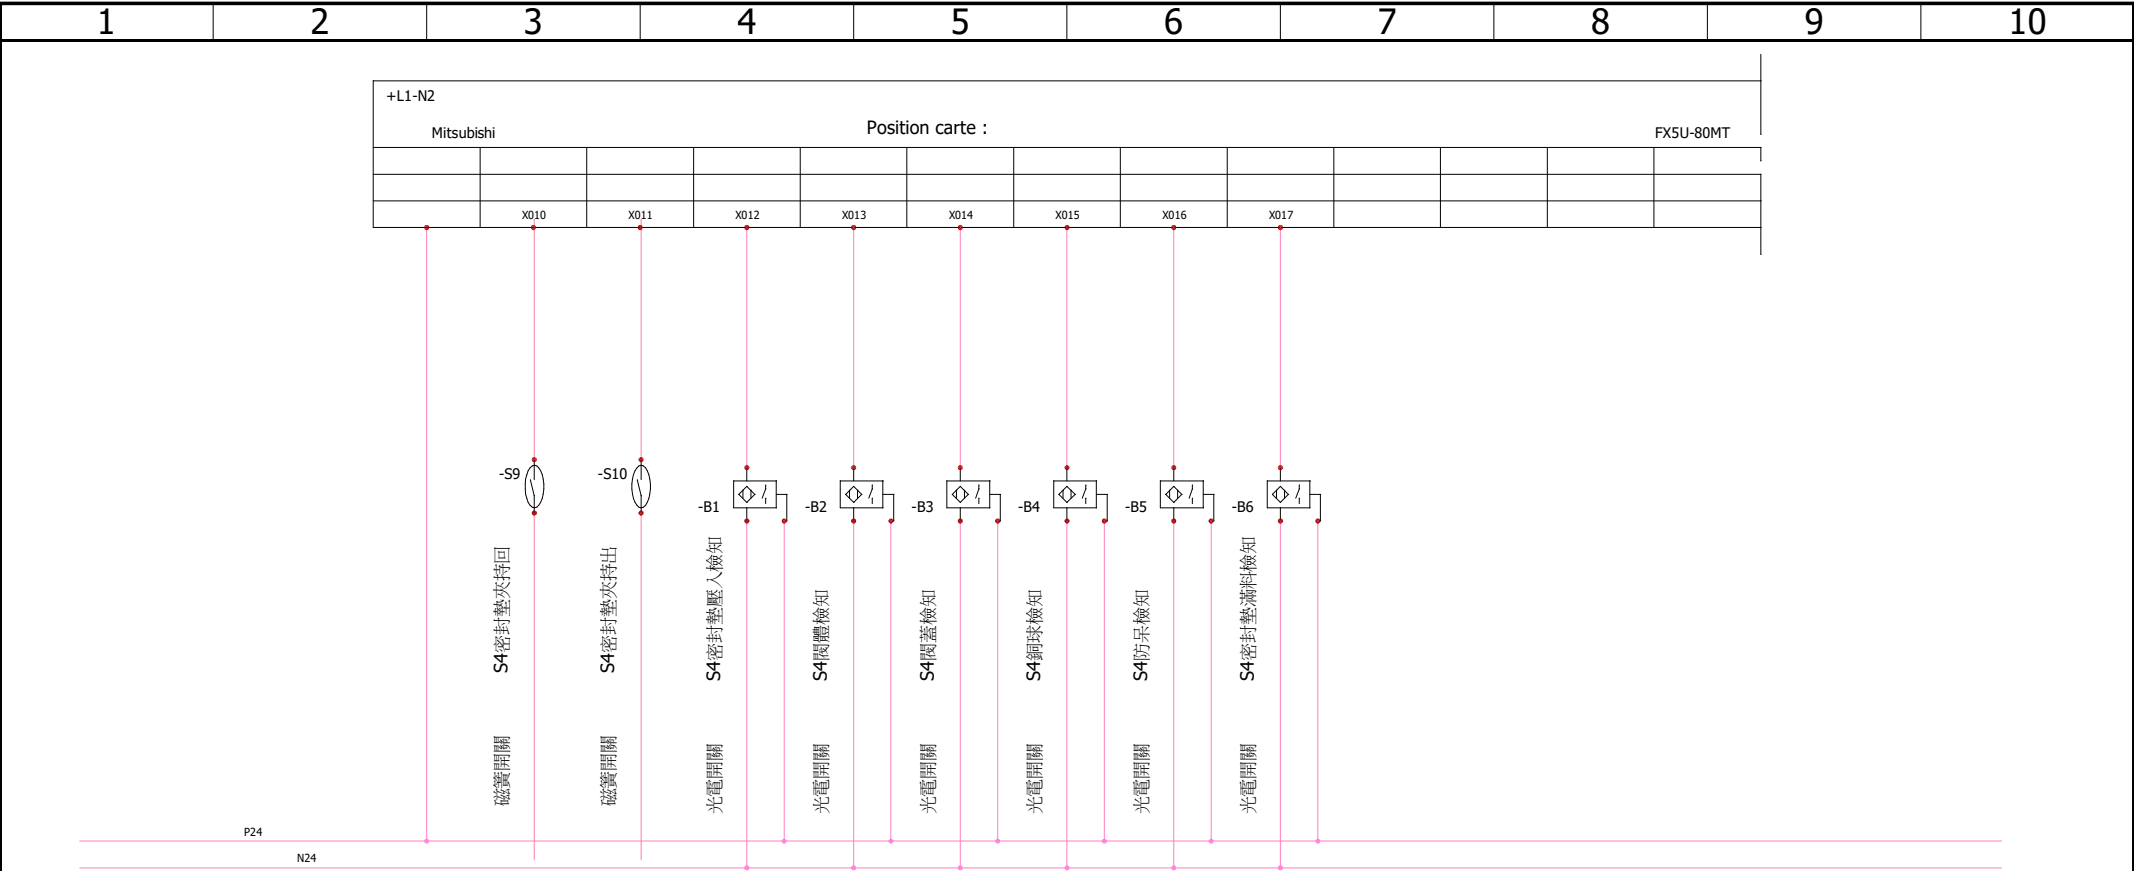 1 2 3 4 5 6 7 8 9 10
+L1-N2
Mitsubishi Position carte : FX5U-80MT
X010 X011 X012 X013 X014 X015 X016 X017
-S9 -S10 -B1 -B2 -B3 -B4 -B5 -B6
S4密封墊夾持回
磁簧開關
S4密封墊夾持出
磁簧開關
S4密封墊壓入檢知
光電開關
S4閥體檢知
光電開關
S4閥蓋檢知
光電開關
S4銅球檢知
光電開關
S4防呆檢知
光電開關
S4密封墊滿料檢知
光電開關
P24
N24